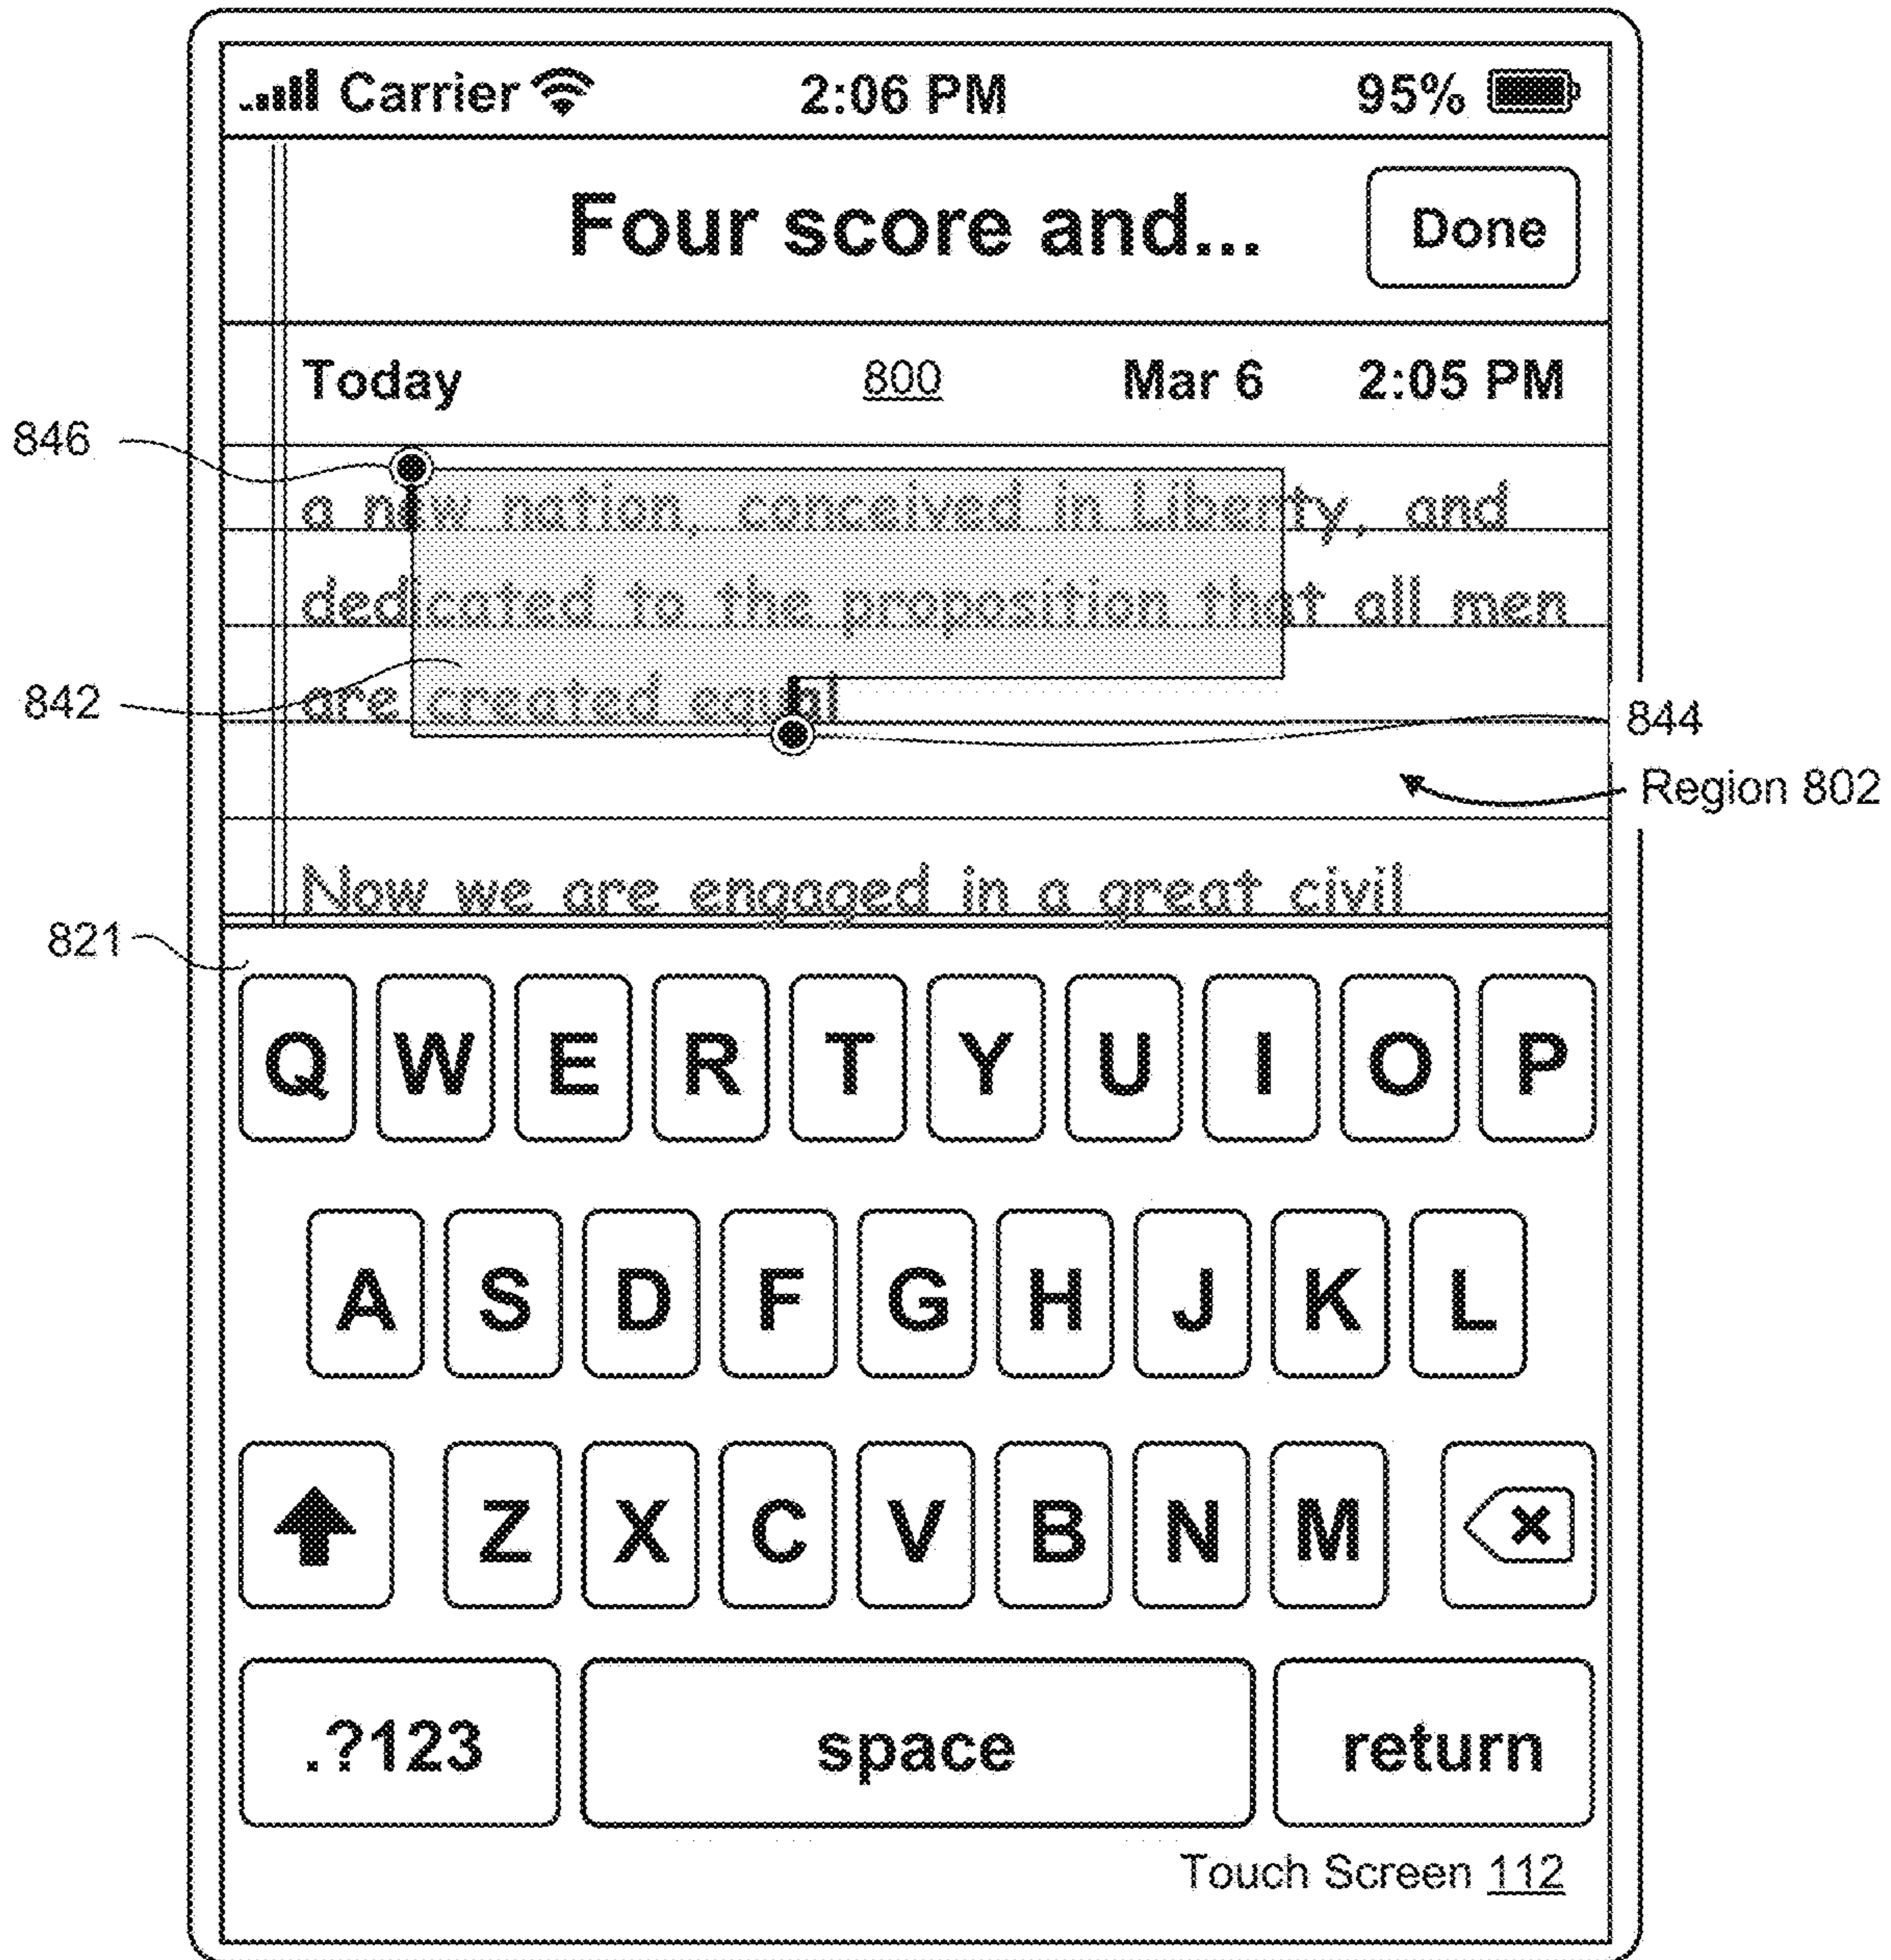 Carrier 2:06 PM 95%
Four score and... Done
Today 800 Mar 6 2:05 PM
846
a new nation, conceived in Liberty, and
dedicated to the proposition that all men
842
are created equal
844
Region 802
Now we are engaged in a great civil
821
Q W E R T Y U I O P
A S D F G H J K L
Z X C V B N M
.?123 space return
Touch Screen 112